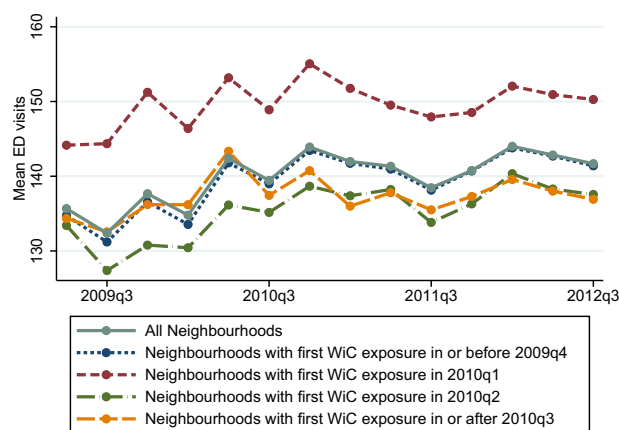 160
150
140
130
Mean ED visits
2009q3 2010q3 2011q3 2012q3
All Neighbourhoods
Neighbourhoods with first WiC exposure in or before 2009q4
Neighbourhoods with first WiC exposure in 2010q1
Neighbourhoods with first WiC exposure in 2010q2
Neighbourhoods with first WiC exposure in or after 2010q3